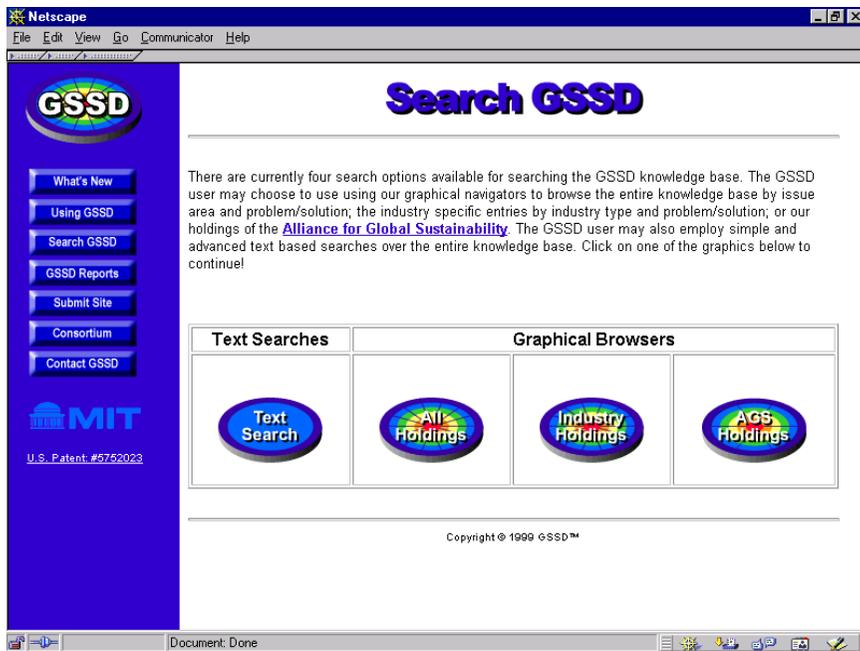 Netscape
File Edit View Go Communicator Help
GSSD
What's New
Using GSSD
Search GSSD
GSSD Reports
Submit Site
Consortium
Contact GSSD
MIT
U.S. Patent: #5752023
Search GSSD
There are currently four search options available for searching the GSSD knowledge base. The GSSD
user may choose to use using our graphical navigators to browse the entire knowledge base by issue
area and problem/solution; the industry specific entries by industry type and problem/solution; or our
holdings of the Alliance for Global Sustainability. The GSSD user may also employ simple and
advanced text based searches over the entire knowledge base. Click on one of the graphics below to
continue!
Text Searches Graphical Browsers
Text
Search
All
Holdings
Industry
Holdings
AGS
Holdings
Copyright © 1999 GSSD™
Document: Done